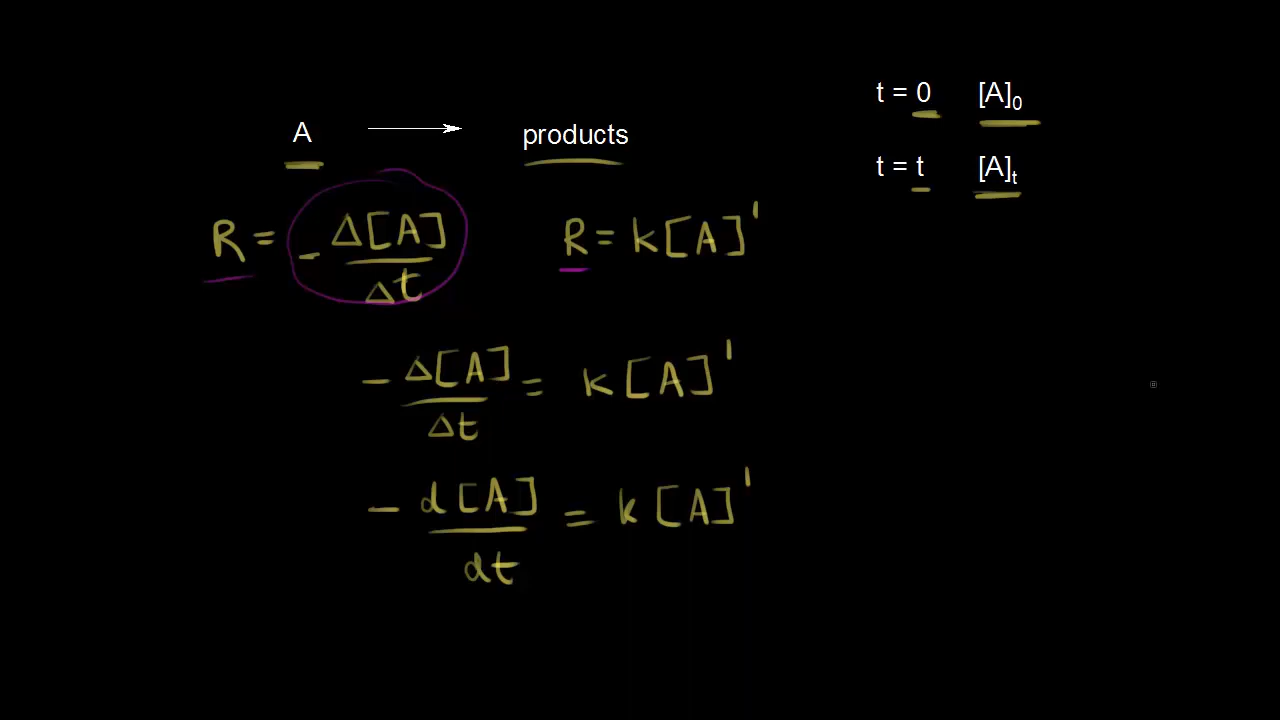 t = 0 [A]₀
A ⟶ products
t = t [A]ₜ
R = - Δ[A]/Δt R = k[A]¹
- Δ[A]/Δt = k[A]¹
- d[A]/dt = k[A]¹